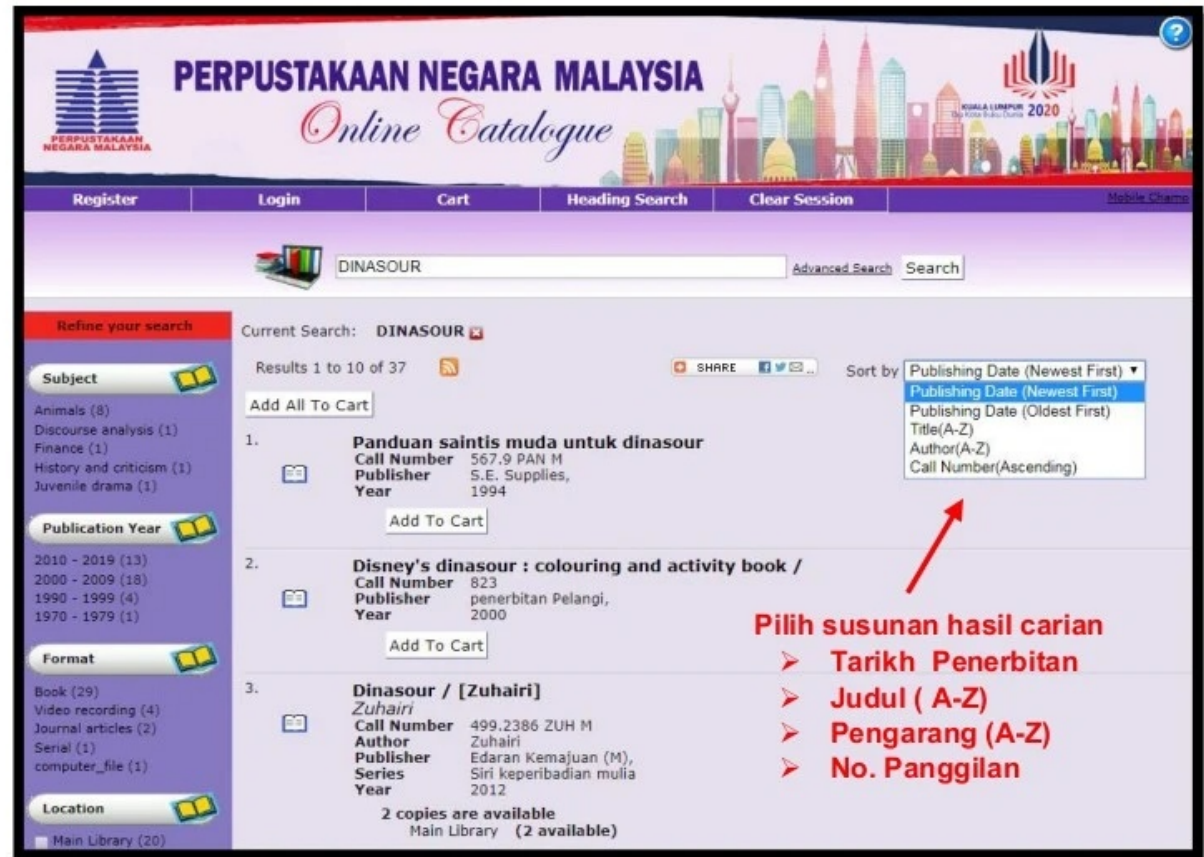 ?
PERPUSTAKAAN NEGARA MALAYSIA
Online Catalogue
PERPUSTAKAAN
NEGARA MALAYSIA
KUALA LUMPUR 2020
Register Login Cart Heading Search Clear Session Mobile Chamo
DINASOUR Advanced Search Search
Refine your search
Subject
Animals (8)
Discourse analysis (1)
Finance (1)
History and criticism (1)
Juvenile drama (1)
Publication Year
2010 - 2019 (13)
2000 - 2009 (18)
1990 - 1999 (4)
1970 - 1979 (1)
Format
Book (29)
Video recording (4)
Journal articles (2)
Serial (1)
computer_file (1)
Location
Main Library (20)
Current Search: DINASOUR
Results 1 to 10 of 37
SHARE ..
Sort by Publishing Date (Newest First)
Publishing Date (Newest First)
Publishing Date (Oldest First)
Title(A-Z)
Author(A-Z)
Call Number(Ascending)
Add All To Cart
1. Panduan saintis muda untuk dinasour
Call Number 567.9 PAN M
Publisher S.E. Supplies,
Year 1994
Add To Cart
2. Disney's dinasour : colouring and activity book /
Call Number 823
Publisher penerbitan Pelangi,
Year 2000
Add To Cart
3. Dinasour / [Zuhairi]
Zuhairi
Call Number 499.2386 ZUH M
Author Zuhairi
Publisher Edaran Kemajuan (M),
Series Siri keperibadian mulia
Year 2012
2 copies are available
Main Library (2 available)
Pilih susunan hasil carian
➢ Tarikh Penerbitan
➢ Judul ( A-Z)
➢ Pengarang (A-Z)
➢ No. Panggilan